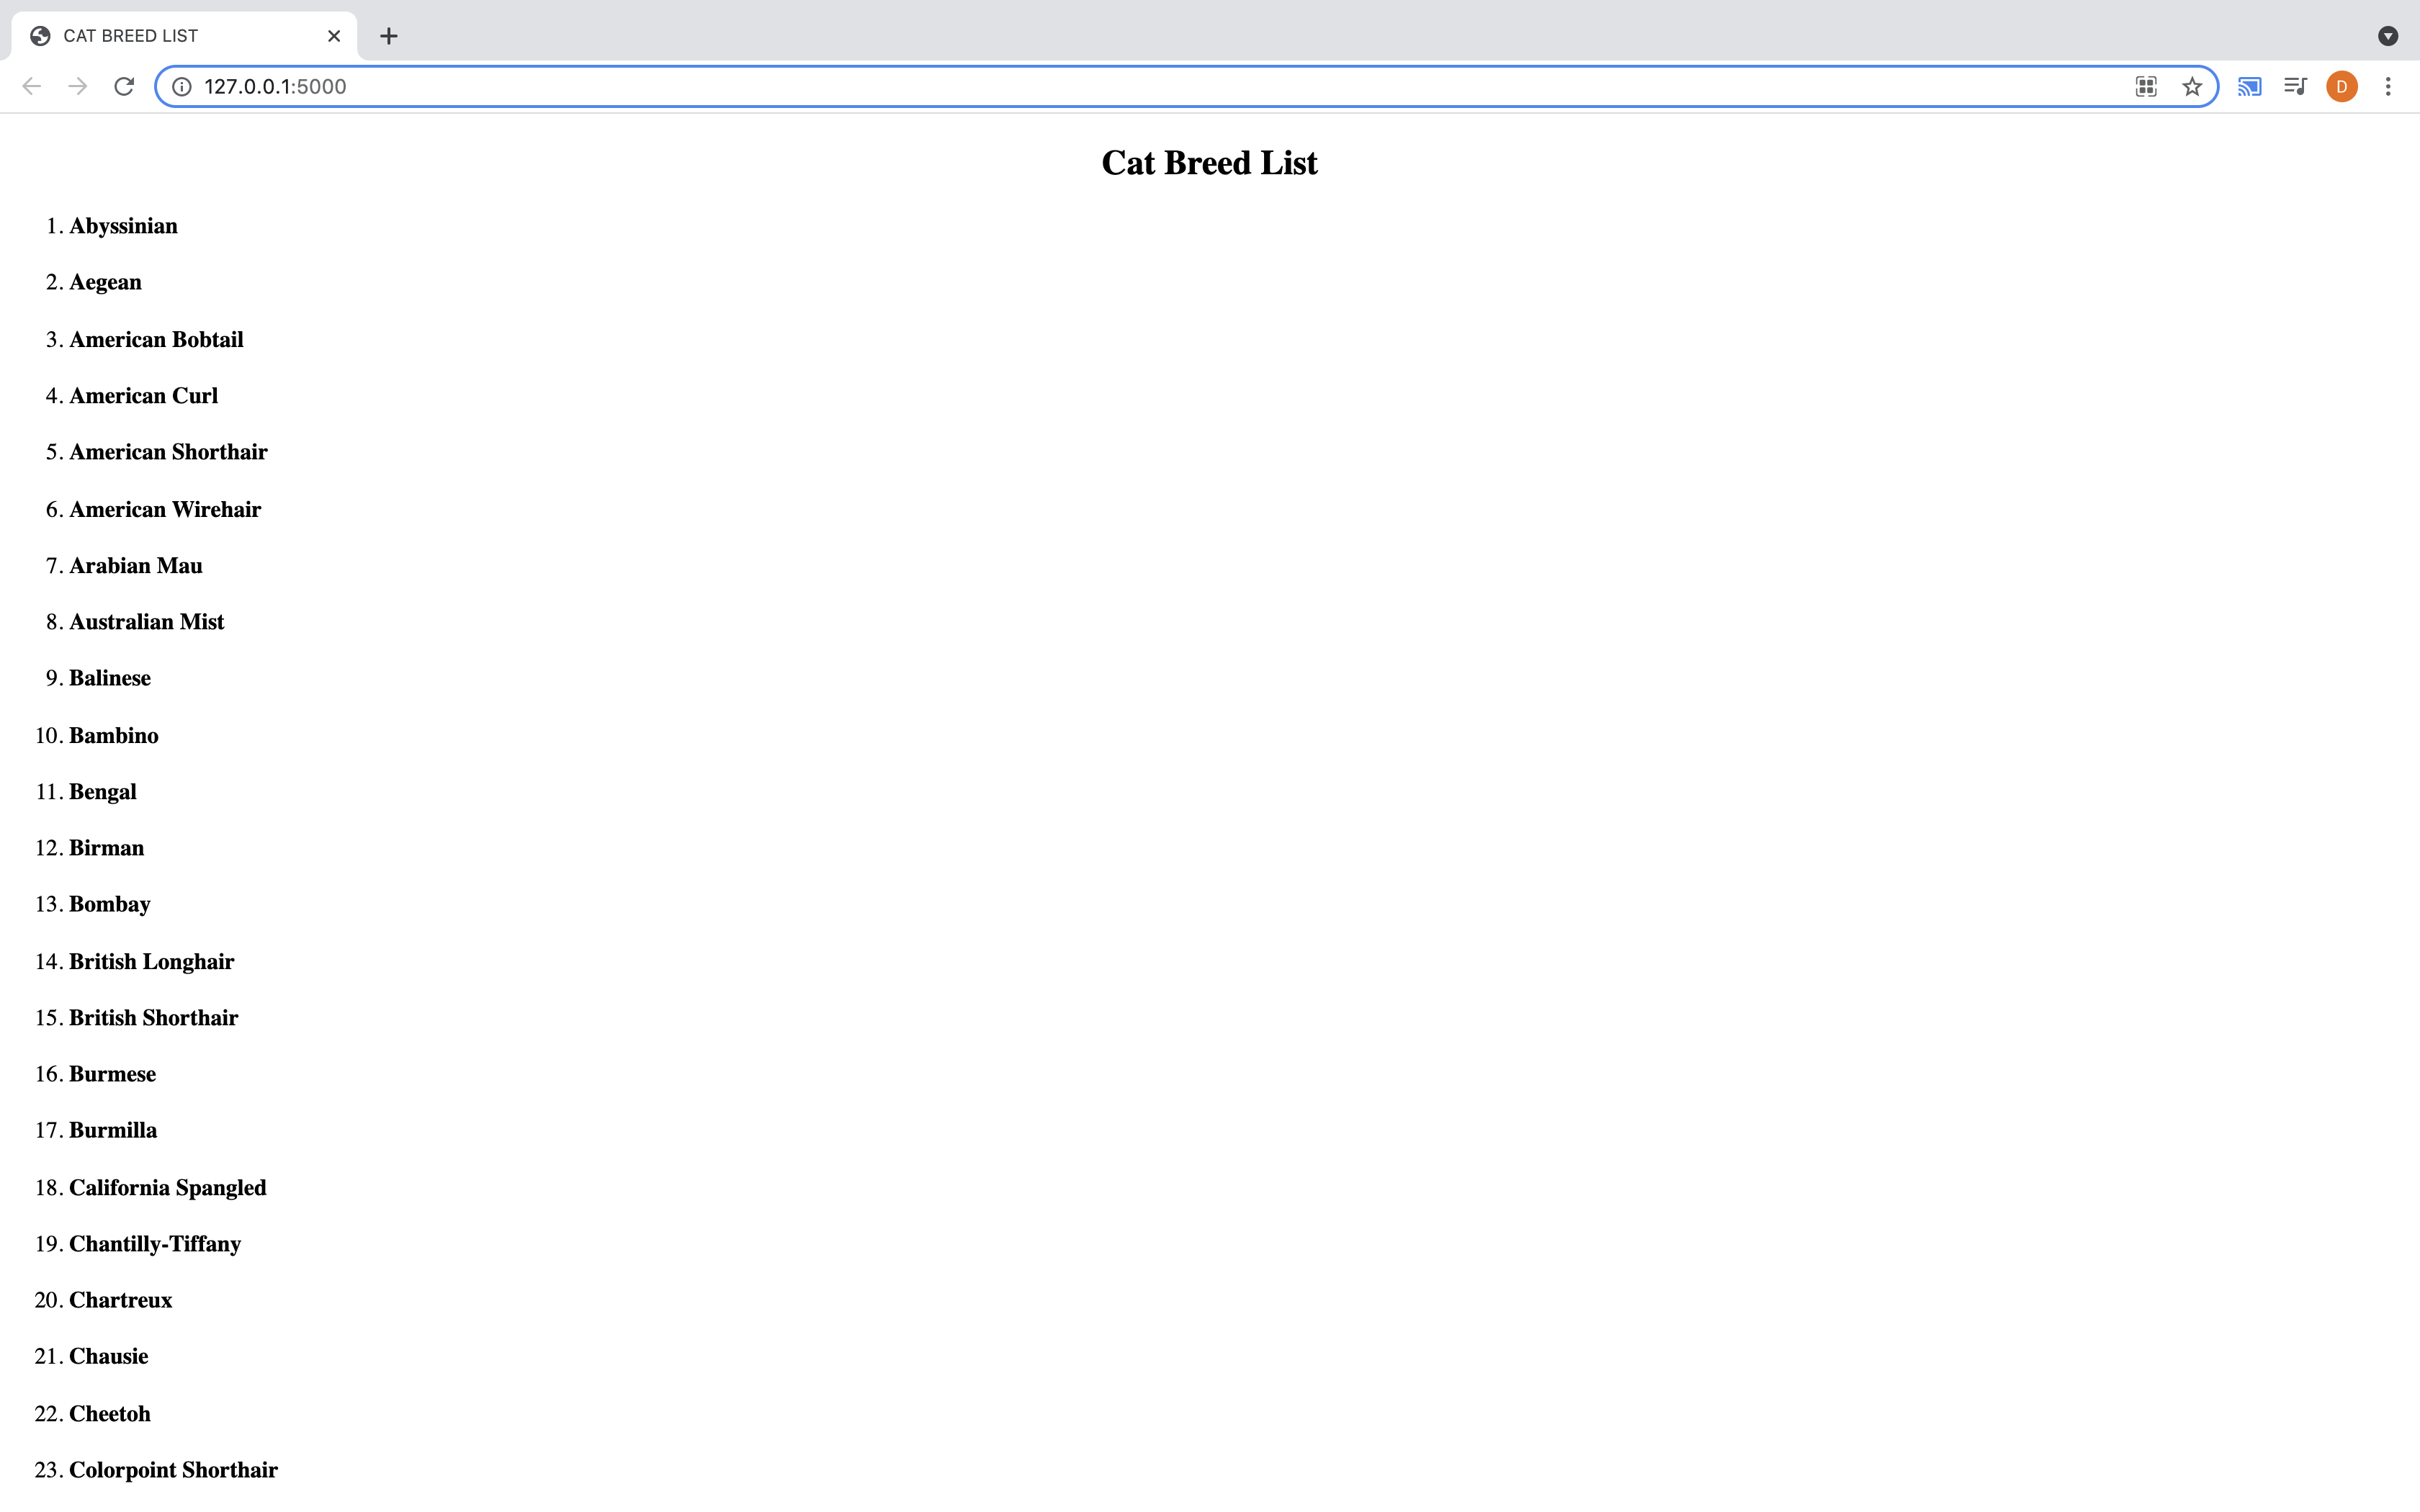 CAT BREED LIST
127.0.0.1:5000
D
Cat Breed List
1. Abyssinian
2. Aegean
3. American Bobtail
4. American Curl
5. American Shorthair
6. American Wirehair
7. Arabian Mau
8. Australian Mist
9. Balinese
10. Bambino
11. Bengal
12. Birman
13. Bombay
14. British Longhair
15. British Shorthair
16. Burmese
17. Burmilla
18. California Spangled
19. Chantilly-Tiffany
20. Chartreux
21. Chausie
22. Cheetoh
23. Colorpoint Shorthair